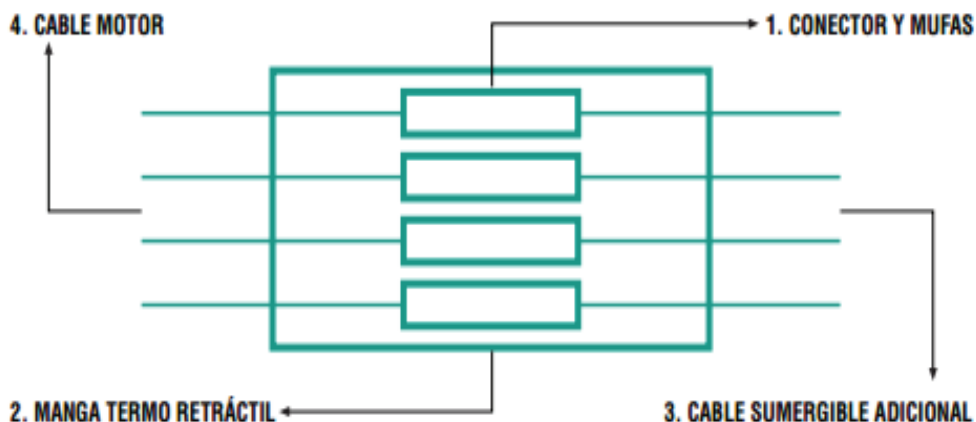 4. CABLE MOTOR
1. CONECTOR Y MUFAS
2. MANGA TERMO RETRÁCTIL
3. CABLE SUMERGIBLE ADICIONAL